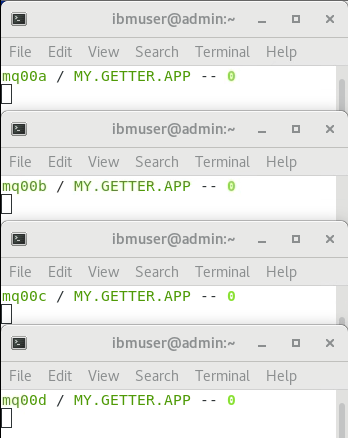 ibmuser@admin:~
File Edit View Search Terminal Help
mq00a / MY.GETTER.APP -- 0
ibmuser@admin:~
File Edit View Search Terminal Help
mq00b / MY.GETTER.APP -- 0
ibmuser@admin:~
File Edit View Search Terminal Help
mq00c / MY.GETTER.APP -- 0
ibmuser@admin:~
File Edit View Search Terminal Help
mq00d / MY.GETTER.APP -- 0